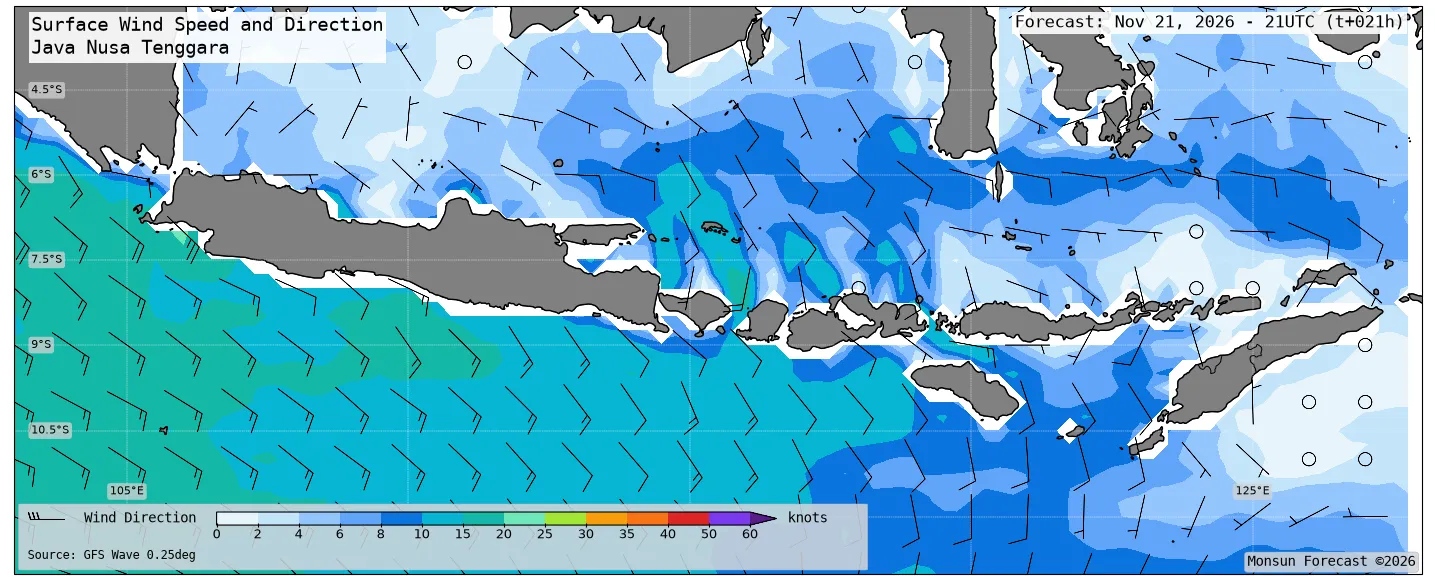 Surface Wind Speed and Direction
Java Nusa Tenggara
Forecast: Nov 21, 2026 - 21UTC (t+021h)
4.5°S
6°S
7.5°S
9°S
10.5°S
105°E
125°E
Wind Direction
0 2 4 6 8 10 15 20 25 30 35 40 50 60
knots
Source: GFS Wave 0.25deg
Monsun Forecast ©2026